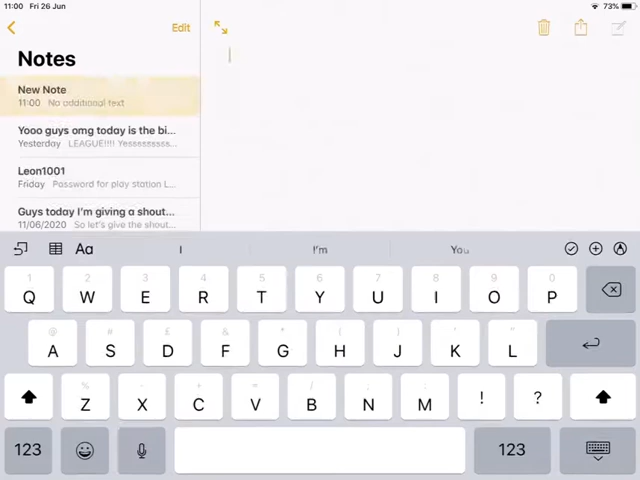 11:00 Fri 26 Jun 73%
Notes
Edit
New Note
11:00 No additional text
Yooo guys omg today is the bi...
Yesterday LEAGUE!!!! Yesssssssss...
Leon1001
Friday Password for play station L...
Guys today I'm giving a shout...
11/06/2020 So let's give the shout...
Aa I I'm You
1 2 3 4 5 6 7 8 9 0
Q W E R T Y U I O P
@ # £ & * ( ) ' "
A S D F G H J K L
% - + = / ; :
Z X C V B N M ! ?
123 123